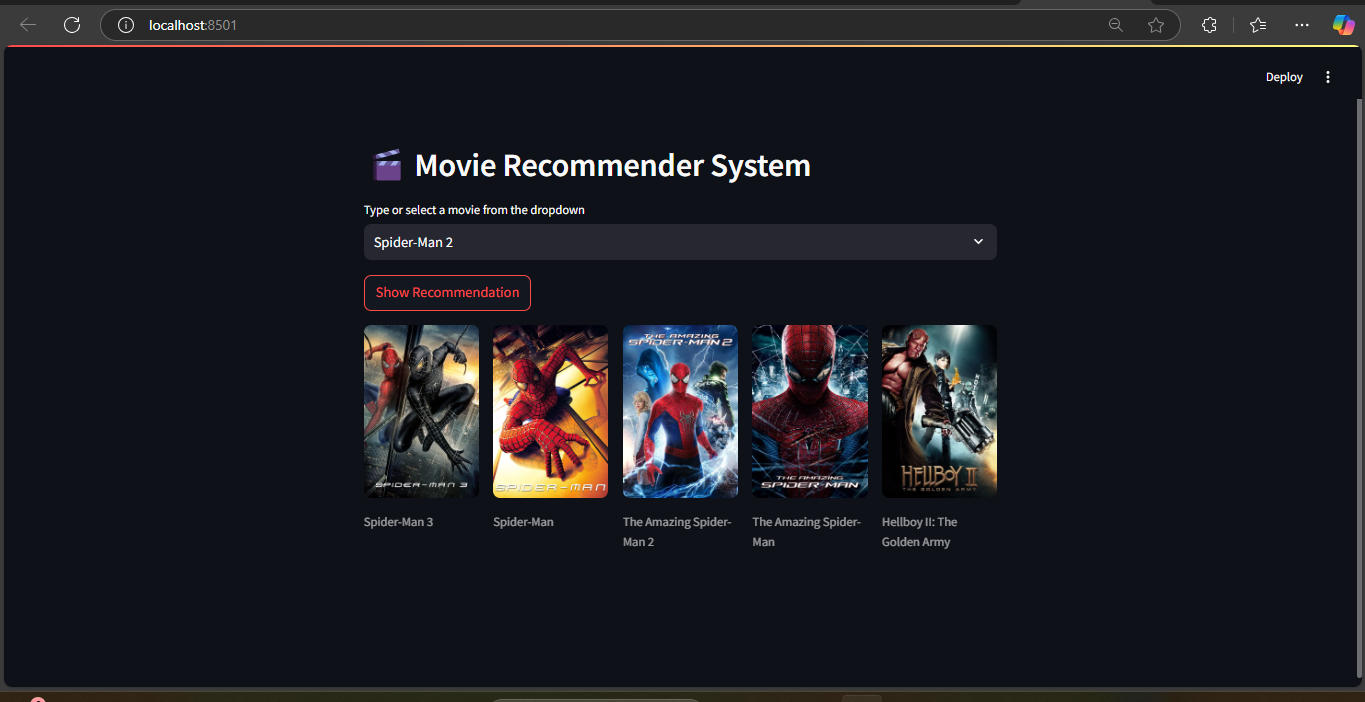 localhost:8501
Deploy
Movie Recommender System
Type or select a movie from the dropdown
Spider-Man 2
Show Recommendation
SPIDER-MAN 3
SPIDER-MAN
THE AMAZING
SPIDER-MAN 2
THE AMAZING
SPIDER-MAN
HELLBOY II
THE GOLDEN ARMY
Spider-Man 3
Spider-Man
The Amazing Spider-
Man 2
The Amazing Spider-
Man
Hellboy II: The
Golden Army